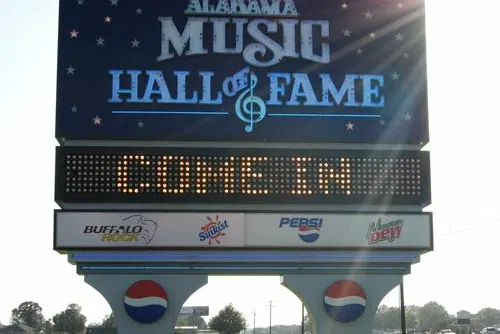 ALABAMA
MUSIC
HALL OF FAME
COME IN
BUFFALO ROCK Sunkist PEPSI Mountain DEW